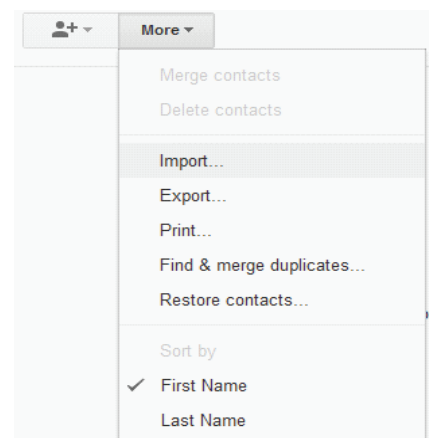 More
Merge contacts
Delete contacts
Import...
Export...
Print...
Find & merge duplicates...
Restore contacts...
Sort by
First Name
Last Name